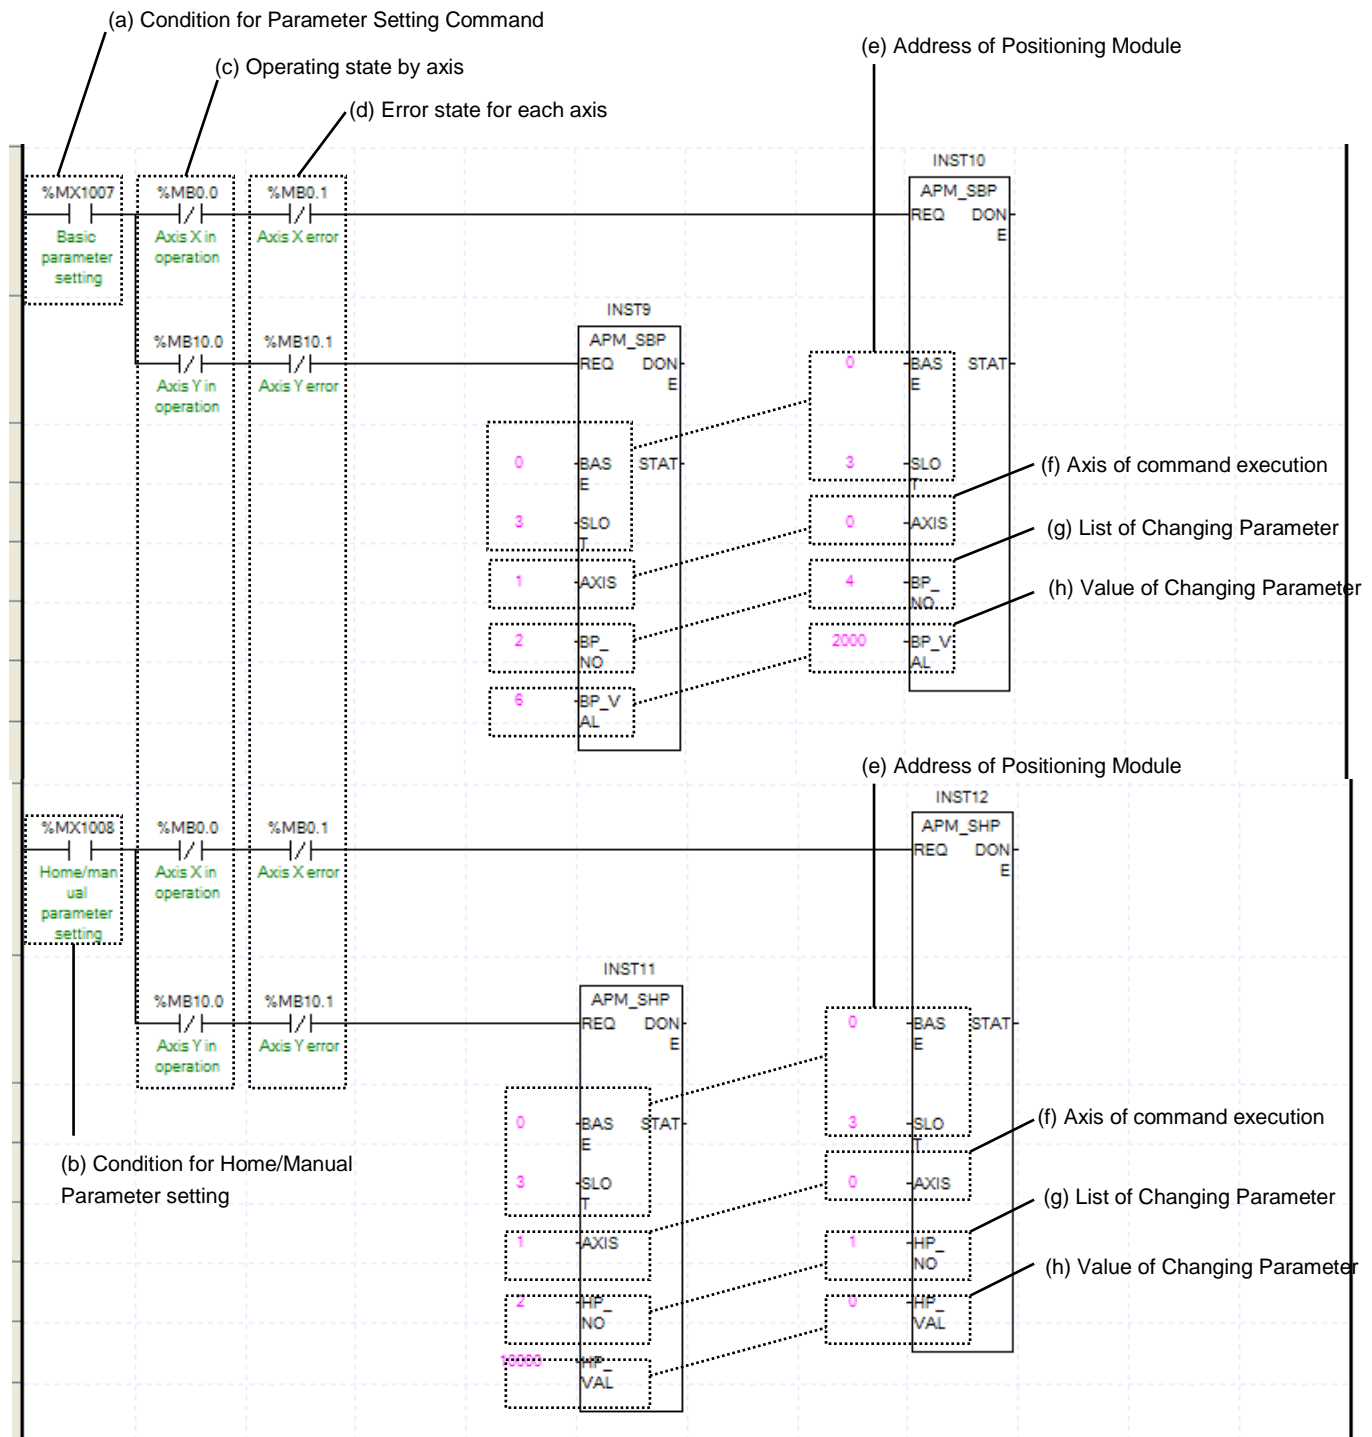 (a) Condition for Parameter Setting Command
(e) Address of Positioning Module
(c) Operating state by axis
(d) Error state for each axis
INST10
%MX1007 %MB0.0 %MB0.1 APM_SBP
REQ DON
E
Basic
parameter
setting
Axis X in
operation
Axis X error
INST9
%MB10.0 %MB10.1 APM_SBP
REQ DON
E
0 BAS
E
STAT
Axis Y in
operation
Axis Y error
0 BAS
E
STAT
3 SLO
T
(f) Axis of command execution
3 SLO
T
0 AXIS
(g) List of Changing Parameter
1 AXIS
4 BP_
NO
(h) Value of Changing Parameter
2 BP_
NO
2000 BP_V
AL
6 BP_V
AL
(e) Address of Positioning Module
INST12
%MX1008 %MB0.0 %MB0.1 APM_SHP
REQ DON
E
Home/man
ual
parameter
setting
Axis X in
operation
Axis X error
INST11
%MB10.0 %MB10.1 APM_SHP
REQ DON
E
0 BAS
E
STAT
Axis Y in
operation
Axis Y error
0 BAS
E
STAT
3 SLO
T
(f) Axis of command execution
(b) Condition for Home/Manual
Parameter setting
3 SLO
T
0 AXIS
(g) List of Changing Parameter
1 AXIS
1 HP_
NO
(h) Value of Changing Parameter
2 HP_
NO
0 HP_
VAL
10000 HP_
VAL